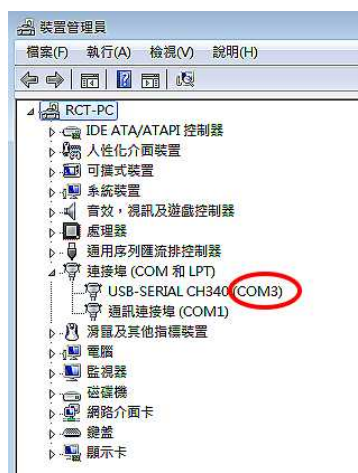 裝置管理員
檔案(F) 執行(A) 檢視(V) 說明(H)
RCT-PC
IDE ATA/ATAPI 控制器
人性化介面裝置
可攜式裝置
系統裝置
音效，視訊及遊戲控制器
處理器
通用序列匯流排控制器
連接埠 (COM 和 LPT)
USB-SERIAL CH340 (COM3)
通訊連接埠 (COM1)
滑鼠及其他指標裝置
電腦
監視器
磁碟機
網路介面卡
鍵盤
顯示卡